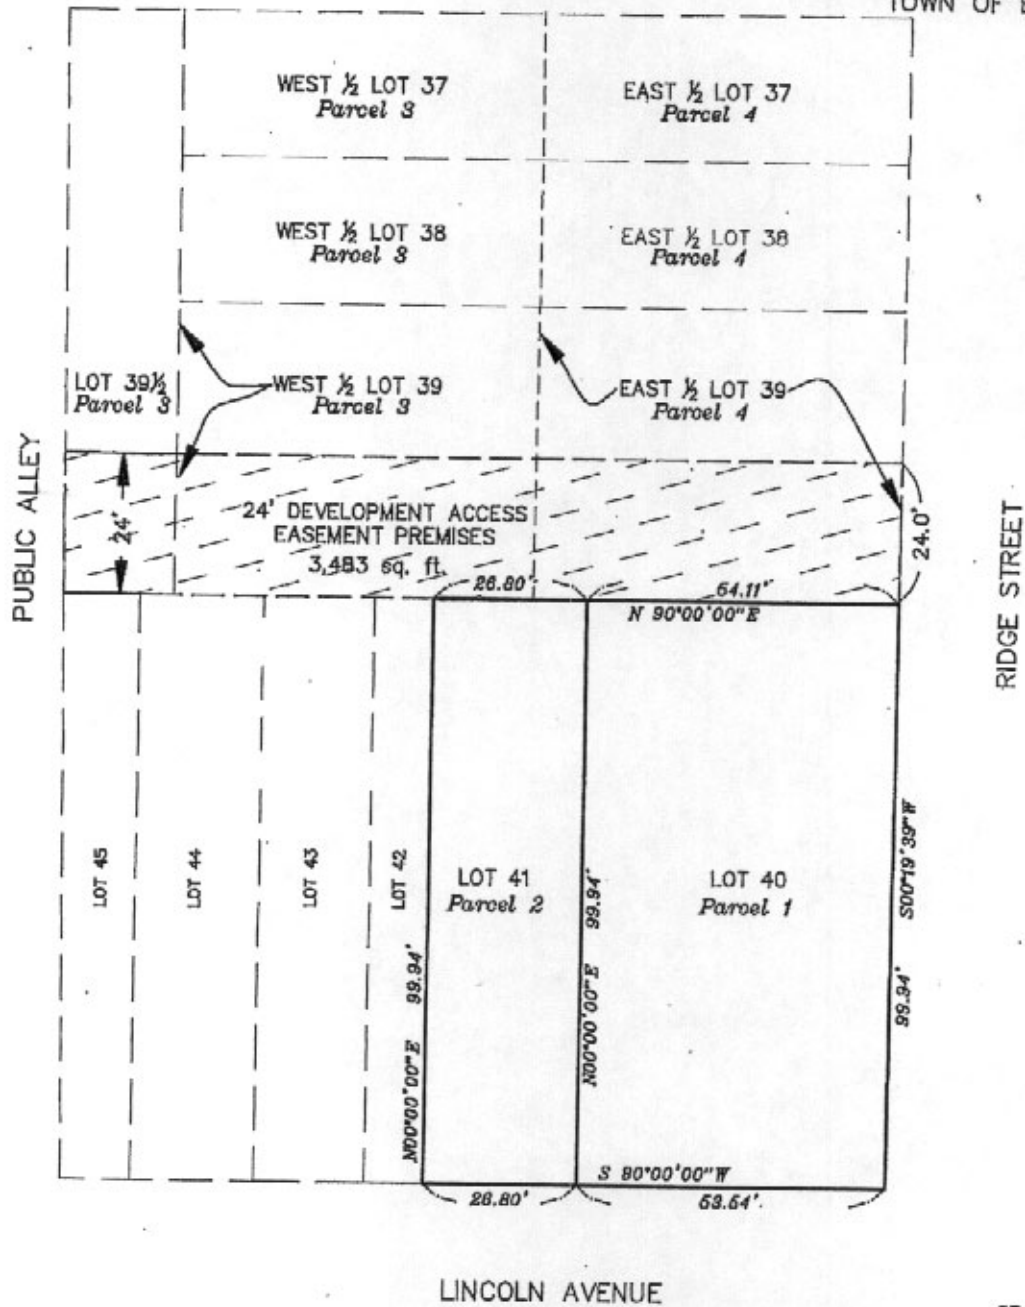 TOWN OF
WEST ½ LOT 37
Parcel 3
EAST ½ LOT 37
Parcel 4
WEST ½ LOT 38
Parcel 3
EAST ½ LOT 38
Parcel 4
LOT 39½
Parcel 3
WEST ½ LOT 39
Parcel 3
EAST ½ LOT 39
Parcel 4
PUBLIC ALLEY
24'
24' DEVELOPMENT ACCESS
EASEMENT PREMISES
3,483 sq. ft.
24.0'
RIDGE STREET
26.80'
54.11'
N 90°00'00"E
LOT 45
LOT 44
LOT 43
LOT 42
LOT 41
Parcel 2
LOT 40
Parcel 1
N00°00'00"E 99.94'
N00°00'00"E 99.94'
S00°19'39"W
99.94'
S 90°00'00"W
26.80'
53.54'
LINCOLN AVENUE